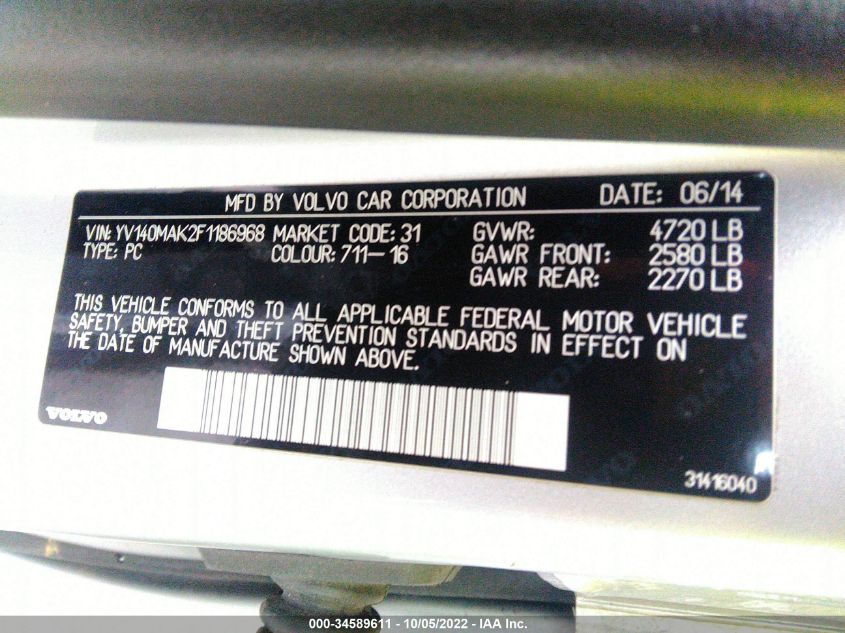 MFD BY VOLVO CAR CORPORATION DATE: 06/14
VIN: YV140MAK2F1186968 MARKET CODE: 31 GVWR: 4720 LB
TYPE: PC COLOUR: 711-16 GAWR FRONT: 2580 LB
GAWR REAR: 2270 LB
THIS VEHICLE CONFORMS TO ALL APPLICABLE FEDERAL MOTOR VEHICLE
SAFETY, BUMPER AND THEFT PREVENTION STANDARDS IN EFFECT ON
THE DATE OF MANUFACTURE SHOWN ABOVE.
VOLVO
31416040
000-34589611 - 10/05/2022 - IAA Inc.